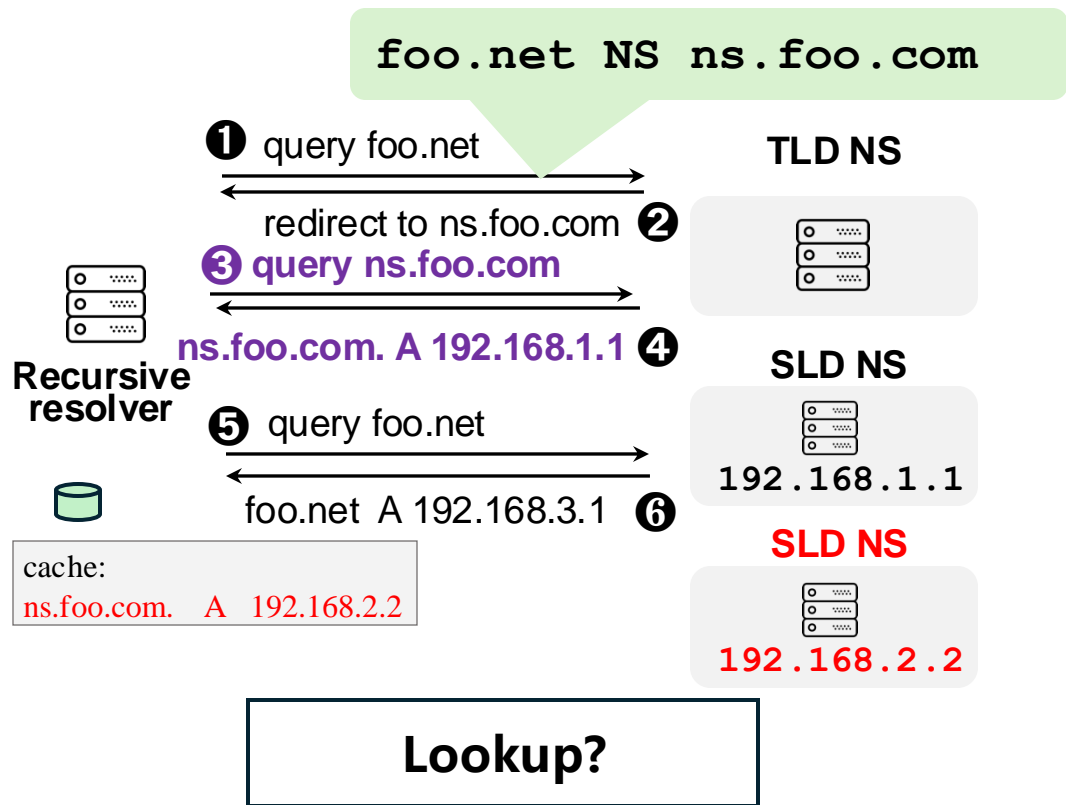 foo.net NS ns.foo.com
❶ query foo.net
TLD NS
redirect to ns.foo.com ❷
❸ query ns.foo.com
ns.foo.com. A 192.168.1.1 ❹
Recursive
resolver
SLD NS
❺ query foo.net
192.168.1.1
foo.net A 192.168.3.1 ❻
SLD NS
cache:
ns.foo.com. A 192.168.2.2
192.168.2.2
Lookup?